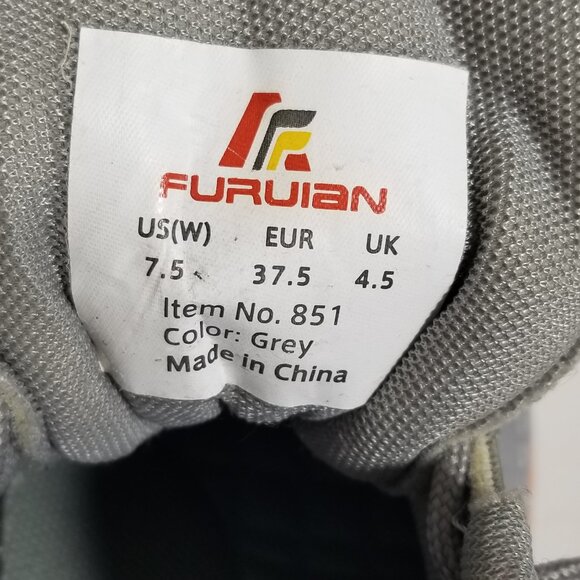 FURUIAN
US(W) EUR UK
7.5 37.5 4.5
Item No. 851
Color: Grey
Made in China